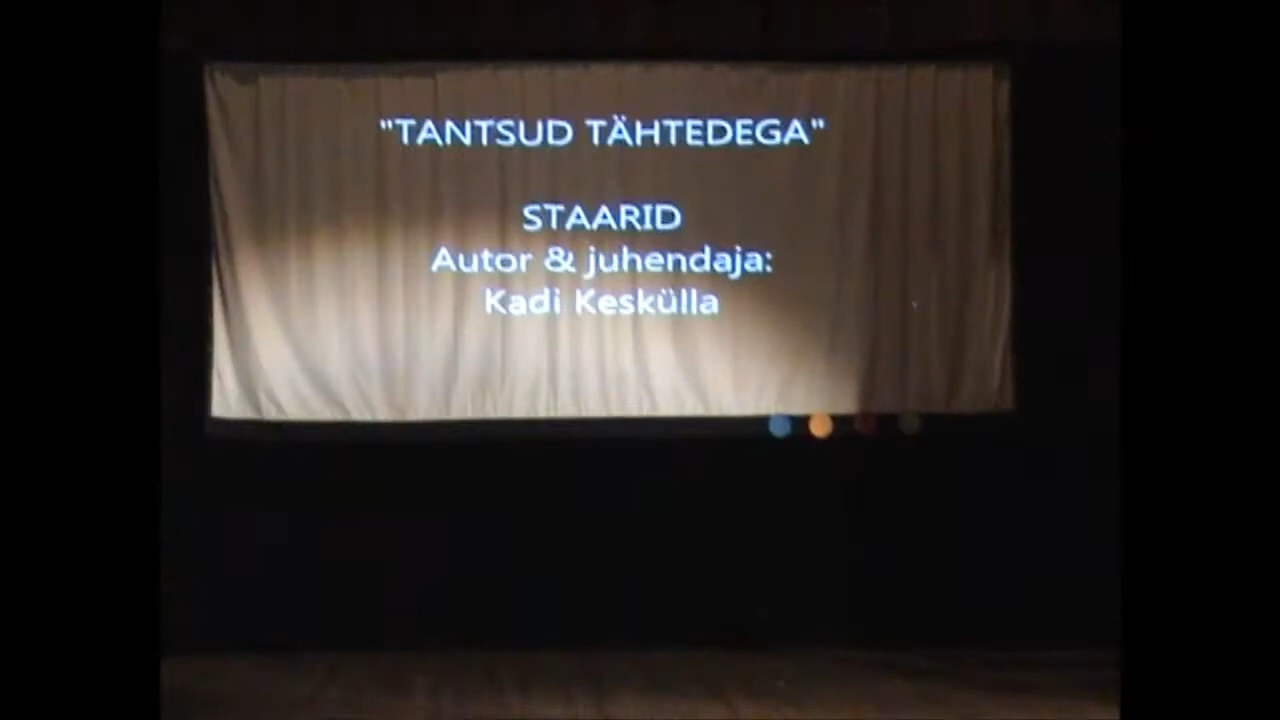 "TANTSUD TÄHTEDEGA"
STAARID
Autor & juhendaja:
Kadi Keskülla